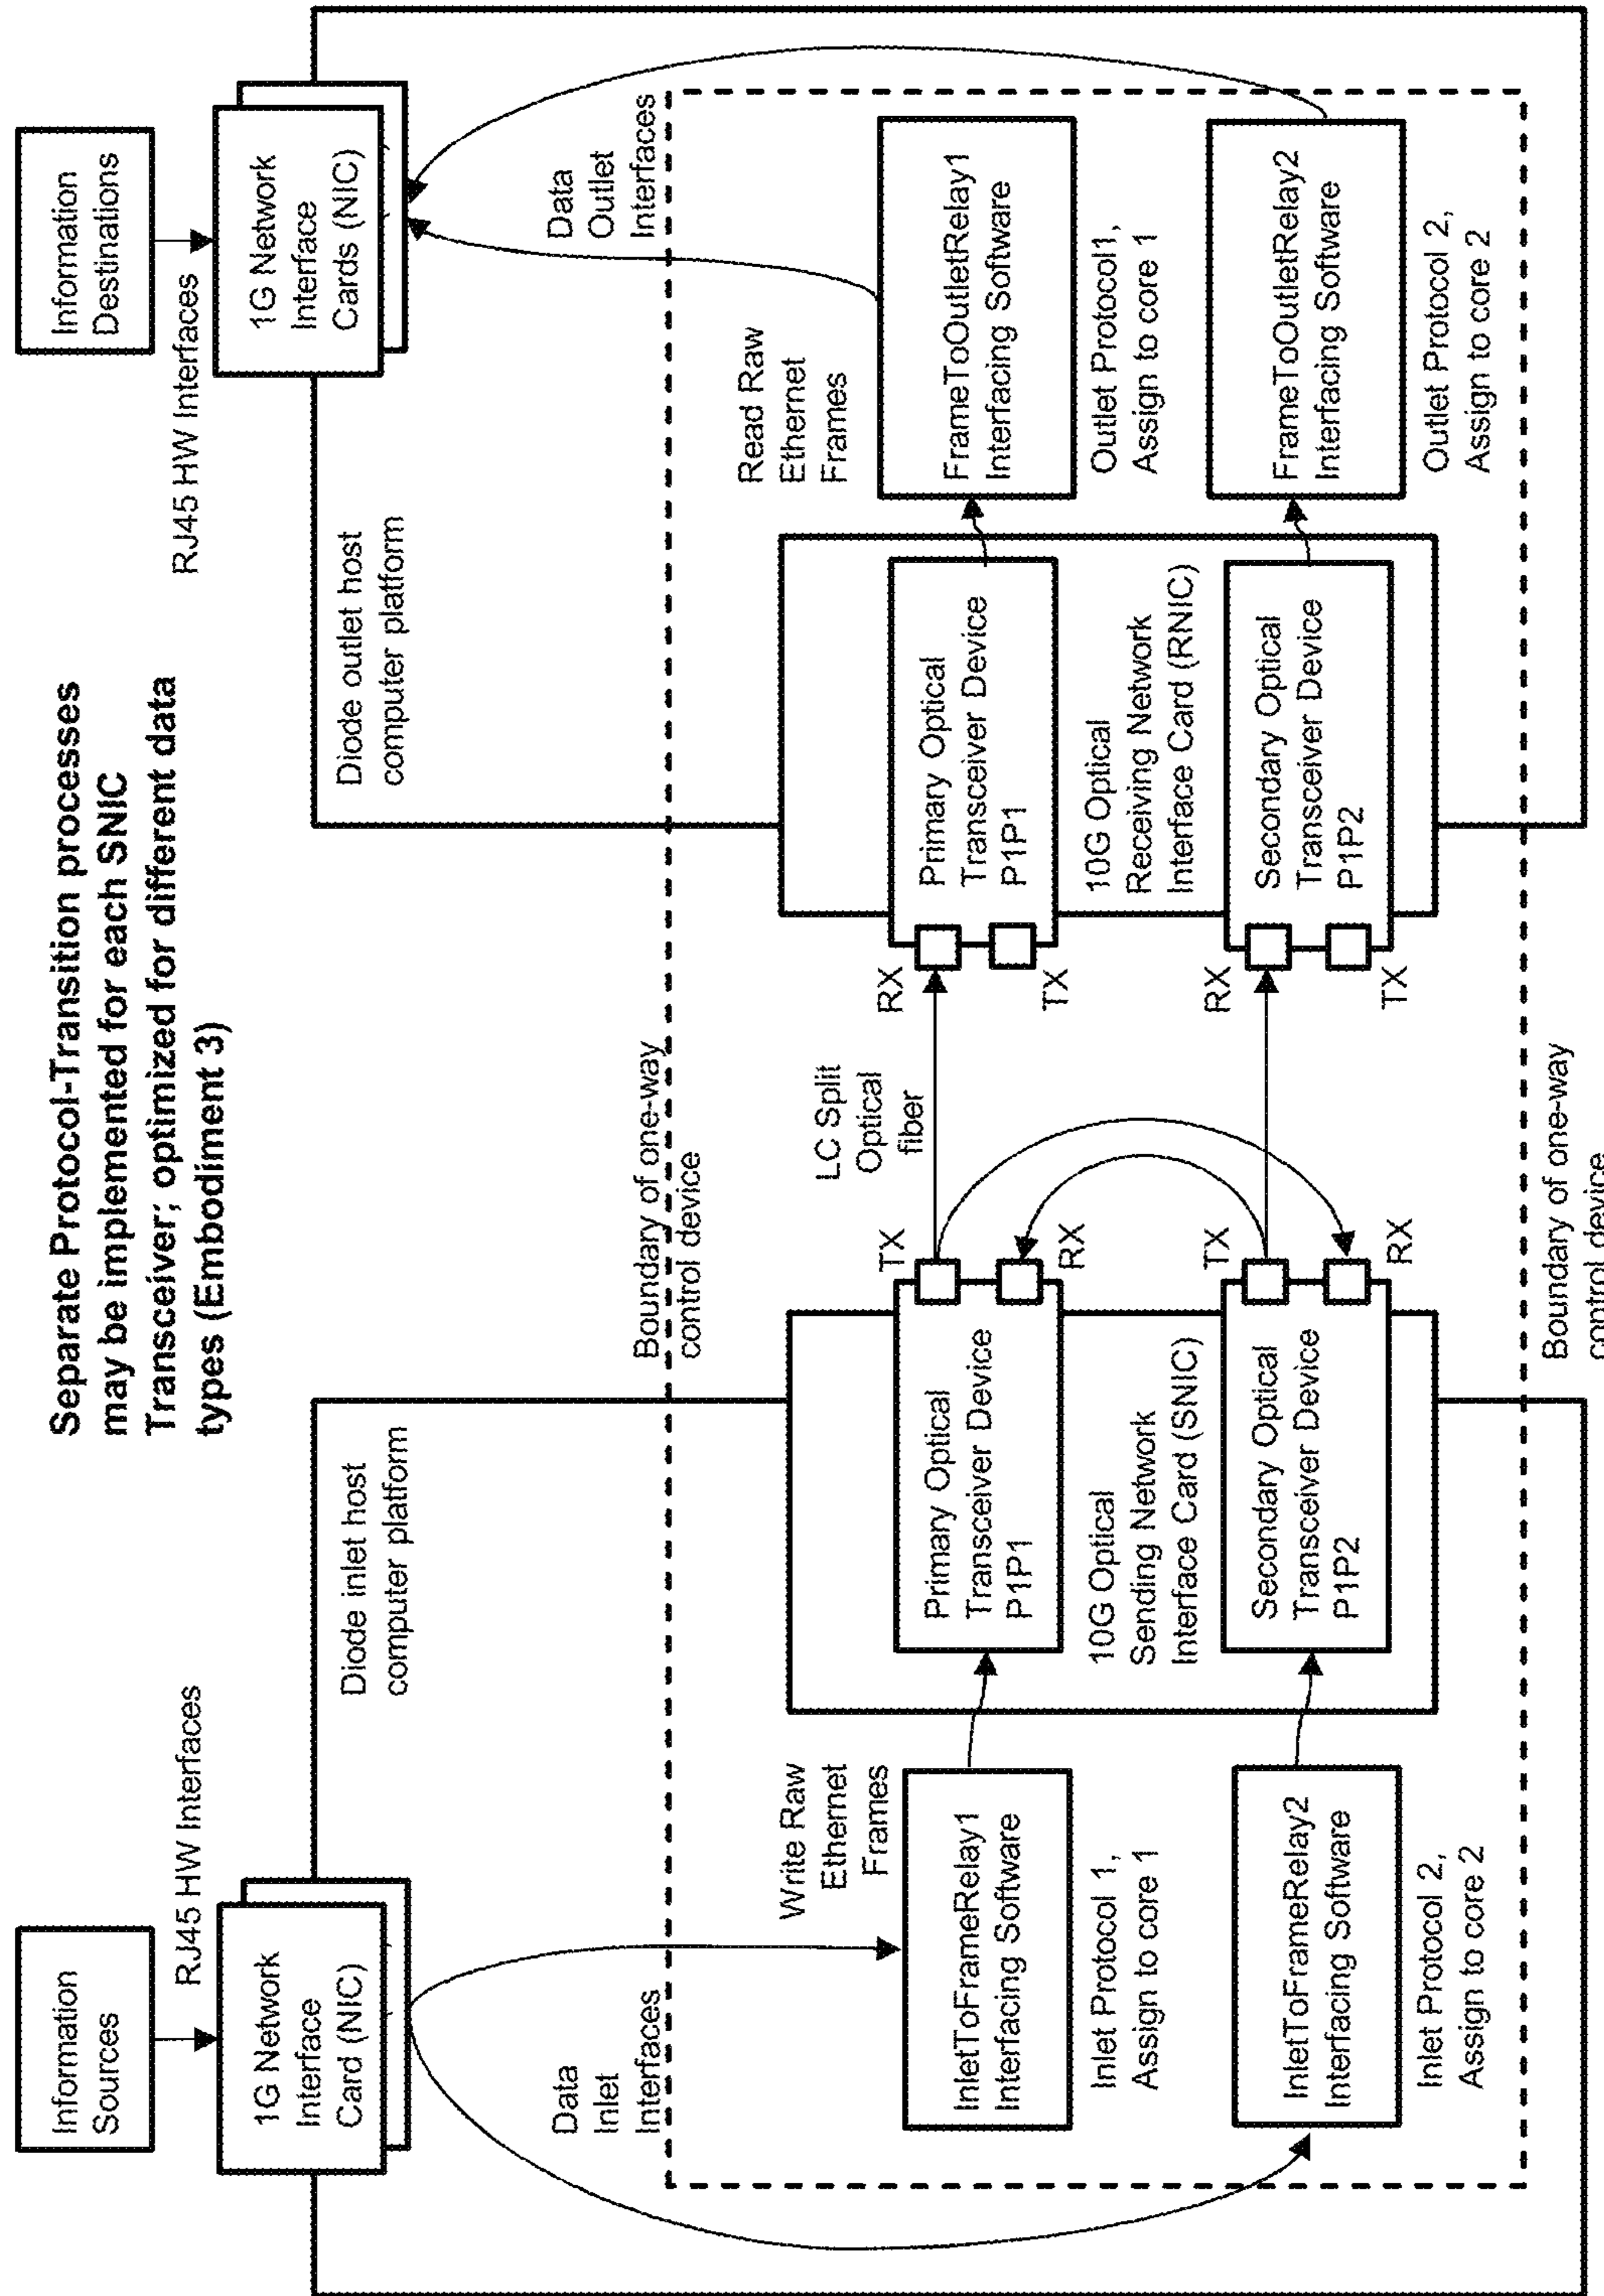 Separate Protocol-Transition processes
may be implemented for each SNIC
Transceiver; optimized for different data
types (Embodiment 3)
Information
Sources
RJ45 HW Interfaces
1G Network
Interface
Card (NIC)
Diode inlet host
computer platform
Data
Inlet
Interfaces
Write Raw
Ethernet
Frames
InletToFrameRelay1
Interfacing Software
Inlet Protocol 1,
Assign to core 1
InletToFrameRelay2
Interfacing Software
Inlet Protocol 2,
Assign to core 2
Primary Optical
Transceiver Device
P1P1
10G Optical
Sending Network
Interface Card (SNIC)
Secondary Optical
Transceiver Device
P1P2
TX
RX
TX
RX
Boundary of one-way
control device
LC Split
Optical
fiber
Boundary of one-way
control device
RX
TX
RX
TX
Primary Optical
Transceiver Device
P1P1
10G Optical
Receiving Network
Interface Card (RNIC)
Secondary Optical
Transceiver Device
P1P2
Diode outlet host
computer platform
Read Raw
Ethernet
Frames
FrameToOutletRelay1
Interfacing Software
Outlet Protocol1,
Assign to core 1
FrameToOutletRelay2
Interfacing Software
Outlet Protocol 2,
Assign to core 2
Data
Outlet
Interfaces
Information
Destinations
RJ45 HW Interfaces
1G Network
Interface
Cards (NIC)